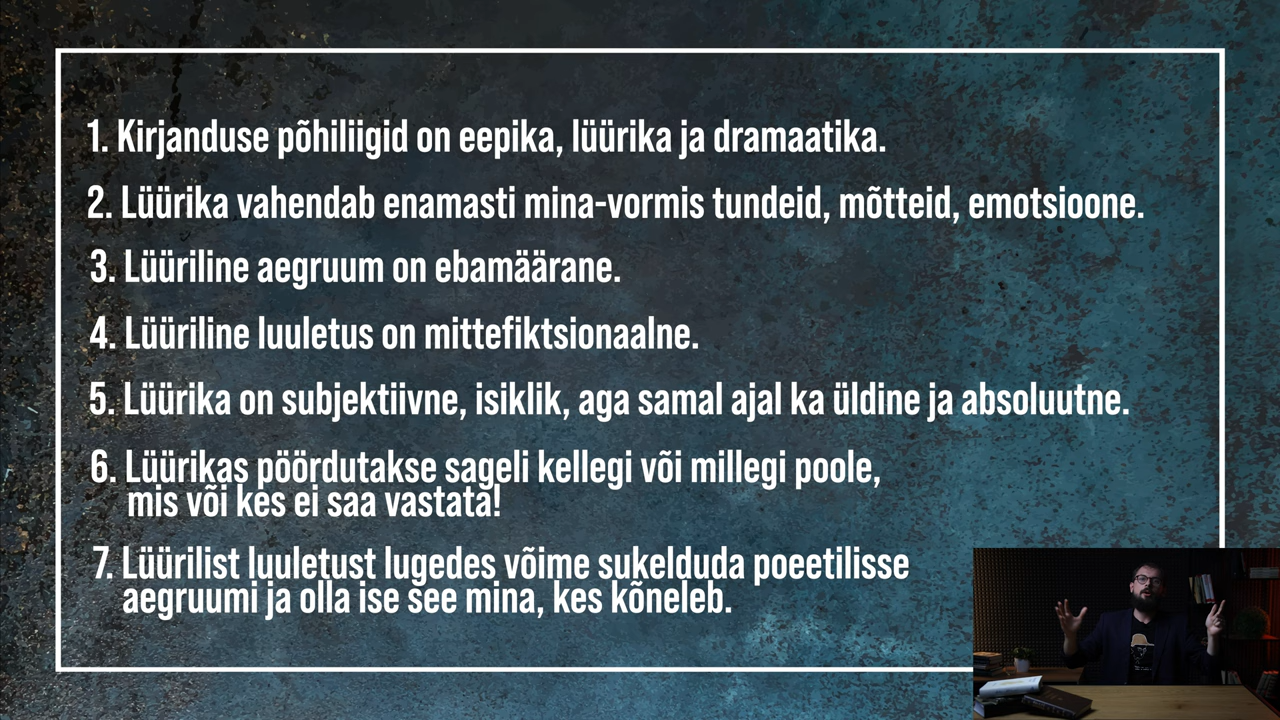 1. Kirjanduse põhiliigid on eepika, lüürika ja dramaatika.
2. Lüürika vahendab enamasti mina-vormis tundeid, mõtteid, emotsioone.
3. Lüüriline aegruum on ebamäärane.
4. Lüüriline luuletus on mittefiktsionaalne.
5. Lüürika on subjektiivne, isiklik, aga samal ajal ka üldine ja absoluutne.
6. Lüürikas pöördutakse sageli kellegi või millegi poole,
mis või kes ei saa vastata!
7. Lüürilist luuletust lugedes võime sukelduda poeetilisse
aegruumi ja olla ise see mina, kes kõneleb.